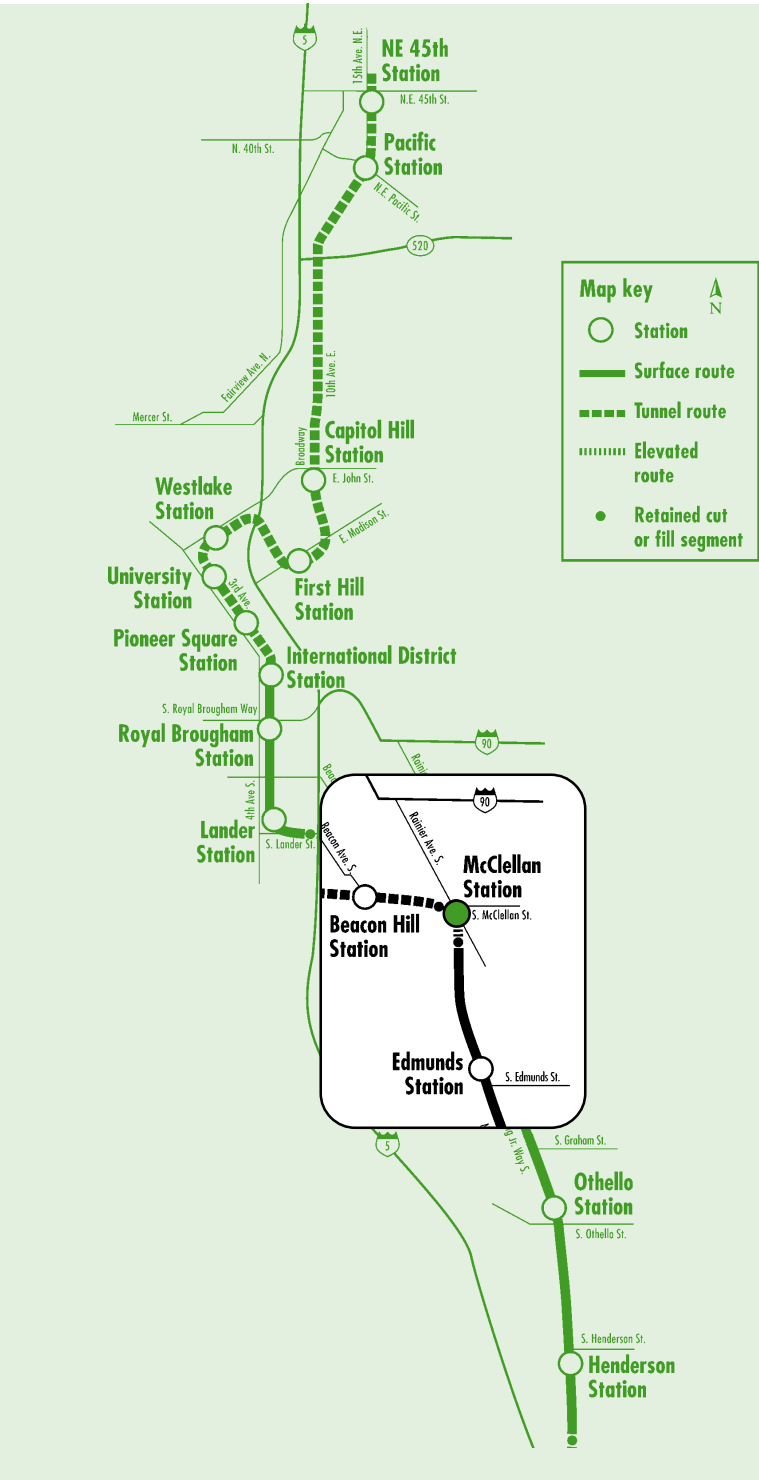 5
15th Ave. N.E.
NE 45th
Station
N.E. 45th St.
N. 40th St.
Pacific
Station
N.E. Pacific St.
520
Map key
N
Station
Surface route
Tunnel route
Elevated
route
Retained cut
or fill segment
Fairview Ave. N.
10th Ave. E.
Mercer St.
Broadway
Capitol Hill
Station
E. John St.
Westlake
Station
E. Madison St.
University
Station
3rd Ave.
First Hill
Station
Pioneer Square
Station
International District
Station
S. Royal Brougham Way
Royal Brougham
Station
90
4th Ave S.
Lander
Station
S. Lander St.
90
Beacon Ave. S.
Rainier Ave. S.
McClellan
Station
S. McClellan St.
Beacon Hill
Station
Edmunds
Station
S. Edmunds St.
5
Jr. Way S.
S. Graham St.
Othello
Station
S. Othello St.
S. Henderson St.
Henderson
Station